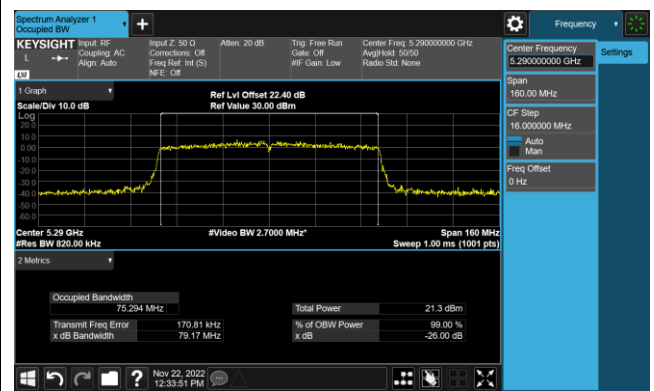 Spectrum Analyzer 1
Occupied BW
+
Frequency
KEYSIGHT
L
LXI
Input: RF
Coupling: AC
Align: Auto
Input Z: 50 Ω
Corrections: Off
Freq Ref: Int (S)
NFE: Off
Atten: 20 dB
Trig: Free Run
Gate: Off
#IF Gain: Low
Center Freq: 5.290000000 GHz
Avg|Hold: 50/50
Radio Std: None
Center Frequency
5.290000000 GHz
Settings
Span
160.00 MHz
CF Step
16.000000 MHz
Auto
Man
Freq Offset
0 Hz
1 Graph
Scale/Div 10.0 dB
Ref Lvl Offset 22.40 dB
Ref Value 30.00 dBm
Log
20.0
10.0
0.00
-10.0
-20.0
-30.0
-40.0
-50.0
-60.0
Center 5.29 GHz
#Video BW 2.7000 MHz*
Span 160 MHz
#Res BW 820.00 kHz
Sweep 1.00 ms (1001 pts)
2 Metrics
Occupied Bandwidth
75.294 MHz
Total Power 21.3 dBm
Transmit Freq Error 170.81 kHz
% of OBW Power 99.00 %
x dB Bandwidth 79.17 MHz
x dB -26.00 dB
?
Nov 22, 2022
12:33:51 PM